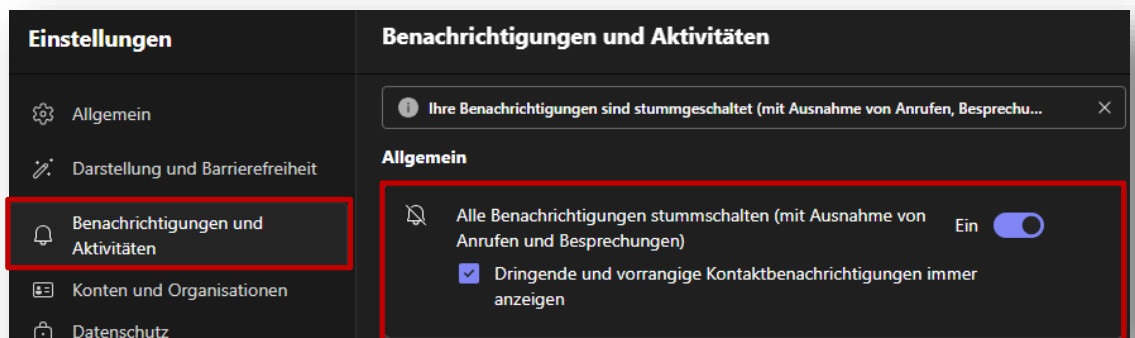 Einstellungen
Allgemein
Darstellung und Barrierefreiheit
Benachrichtigungen und
Aktivitäten
Konten und Organisationen
Datenschutz
Benachrichtigungen und Aktivitäten
Ihre Benachrichtigungen sind stummgeschaltet (mit Ausnahme von Anrufen, Besprechu...
Allgemein
Alle Benachrichtigungen stummschalten (mit Ausnahme von
Anrufen und Besprechungen)
Ein
Dringende und vorrangige Kontaktbenachrichtigungen immer
anzeigen